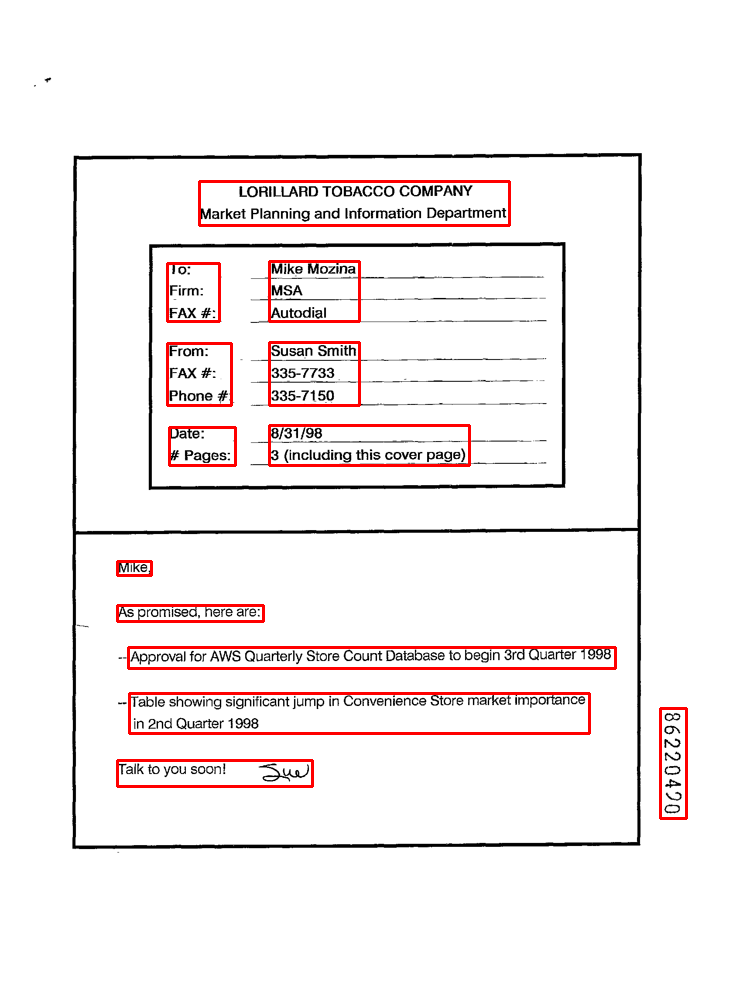 LORILLARD TOBACCO COMPANY
Market Planning and Information Department
To: Mike Mozina
Firm: MSA
FAX #: Autodial
From: Susan Smith
FAX #: 335-7733
Phone # 335-7150
Date: 8/31/98
# Pages: 3 (including this cover page)
Mike,
As promised, here are:
-- Approval for AWS Quarterly Store Count Database to begin 3rd Quarter 1998
-- Table showing significant jump in Convenience Store market importance
in 2nd Quarter 1998
Talk to you soon! Sue
86220420